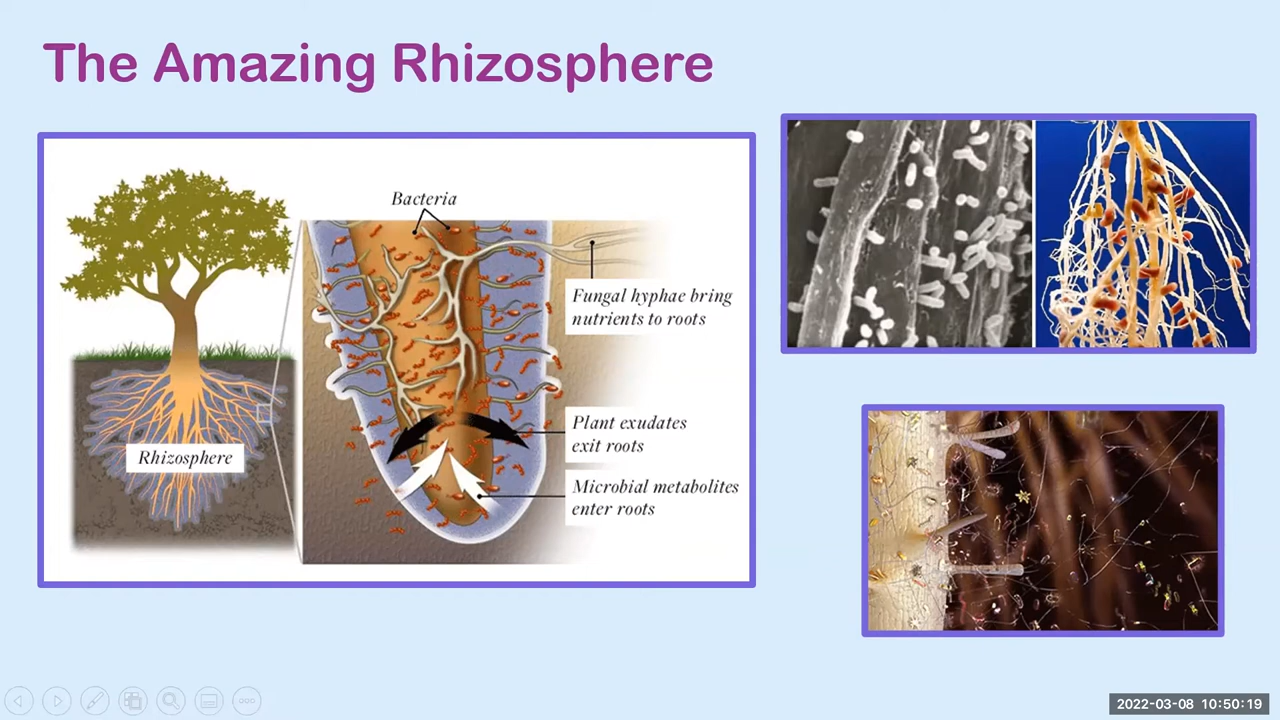 The Amazing Rhizosphere
Bacteria
Fungal hyphae bring
nutrients to roots
Plant exudates
exit roots
Rhizosphere
Microbial metabolites
enter roots
2022-03-08 10:50:19